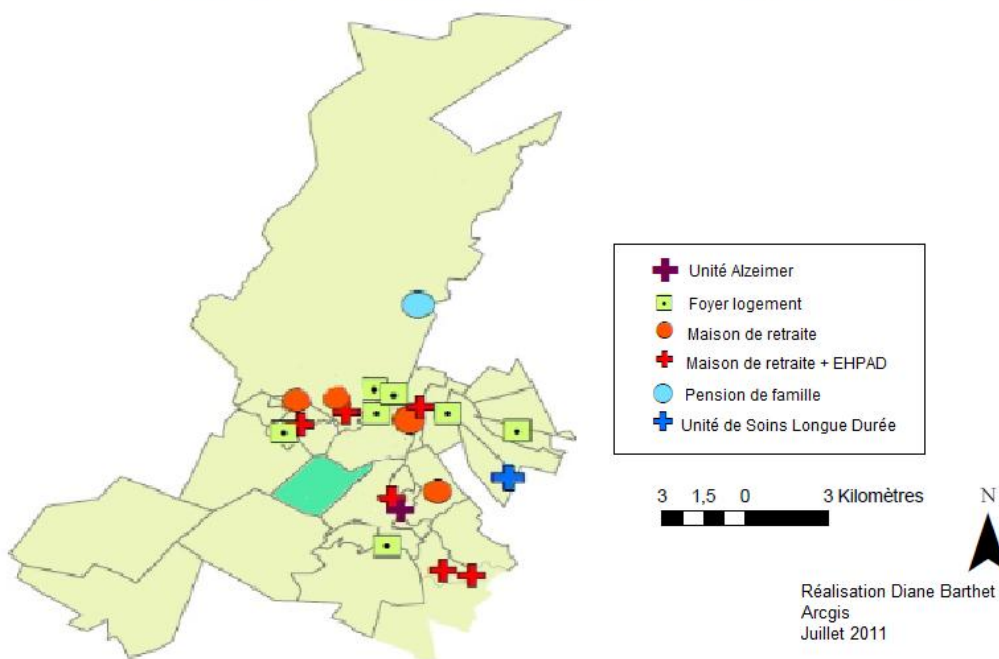 Unité Alzeimer
Foyer logement
Maison de retraite
Maison de retraite + EHPAD
Pension de famille
Unité de Soins Longue Durée
3 1,5 0 3 Kilomètres
N
Réalisation Diane Barthet
Arcgis
Juillet 2011